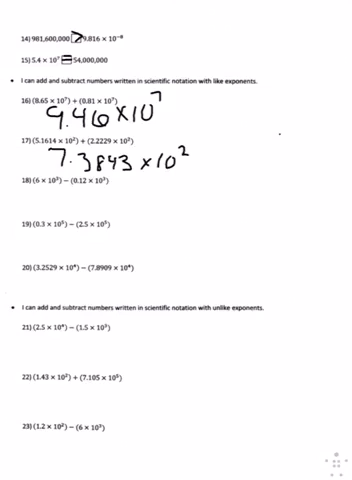 14) 981,600,000 > 9.816 × 10⁻⁸
15) 5.4 × 10⁷ = 54,000,000
• I can add and subtract numbers written in scientific notation with like exponents.
16) (8.65 × 10⁷) + (0.81 × 10⁷)
9.46 × 10⁷
17) (5.1614 × 10²) + (2.2229 × 10²)
7.3843 × 10²
18) (6 × 10³) − (0.12 × 10³)
19) (0.3 × 10⁵) − (2.5 × 10⁵)
20) (3.2529 × 10⁴) − (7.8909 × 10⁴)
• I can add and subtract numbers written in scientific notation with unlike exponents.
21) (2.5 × 10⁴) − (1.5 × 10³)
22) (1.43 × 10²) + (7.105 × 10⁵)
23) (1.2 × 10²) − (6 × 10³)